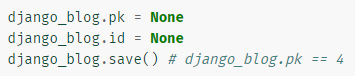 django_blog.pk = None
django_blog.id = None
django_blog.save() # django_blog.pk == 4